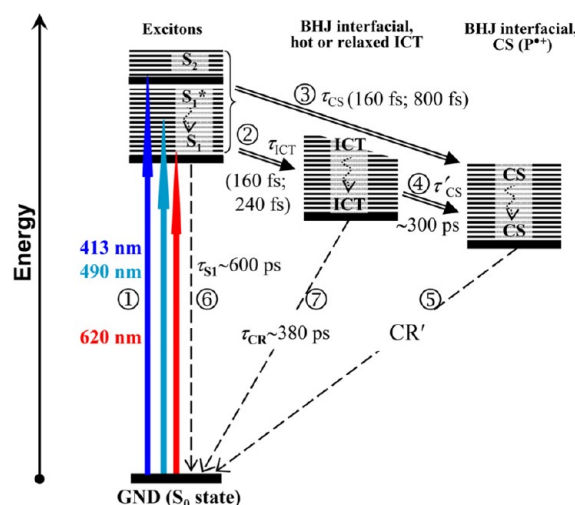 Excitons
BHJ interfacial,
hot or relaxed ICT
BHJ interfacial,
CS (P•+)
Energy
S2
S1*
S1
③ τCS (160 fs; 800 fs)
② τICT
(160 fs;
240 fs)
ICT
ICT
④ τ′CS
~300 ps
CS
CS
413 nm
490 nm
620 nm
①
τS1~600 ps
⑥
⑦
τCR~380 ps
⑤
CR′
GND (S0 state)